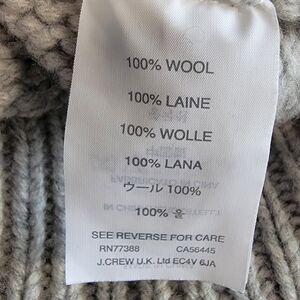 100% WOOL
100% LAINE
100% WOLLE
100% LANA
ウール 100%
100% 울
SEE REVERSE FOR CARE
RN77388 CA56445
J.CREW U.K. Ltd EC4V 6JA